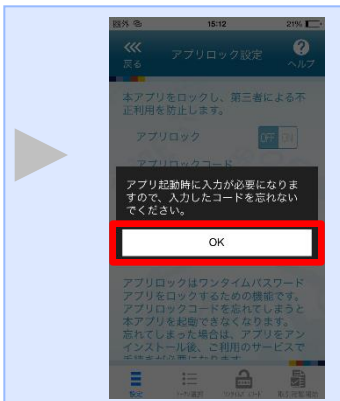 圏外
15:12
21%
戻る
アプリロック設定
?
ヘルプ
本アプリをロックし、第三者による不
正利用を防止します。
アプリロック
OFF ON
アプリロックコード
アプリ起動時に入力が必要になりま
すので、入力したコードを忘れない
でください。
OK
アプリロックはワンタイムパスワード
アプリをロックするための機能です。
アプリロックコードを忘れてしまうと
本アプリを起動できなくなります。
忘れてしまった場合は、アプリをアン
インストール後、ご利用のサービスで
設定